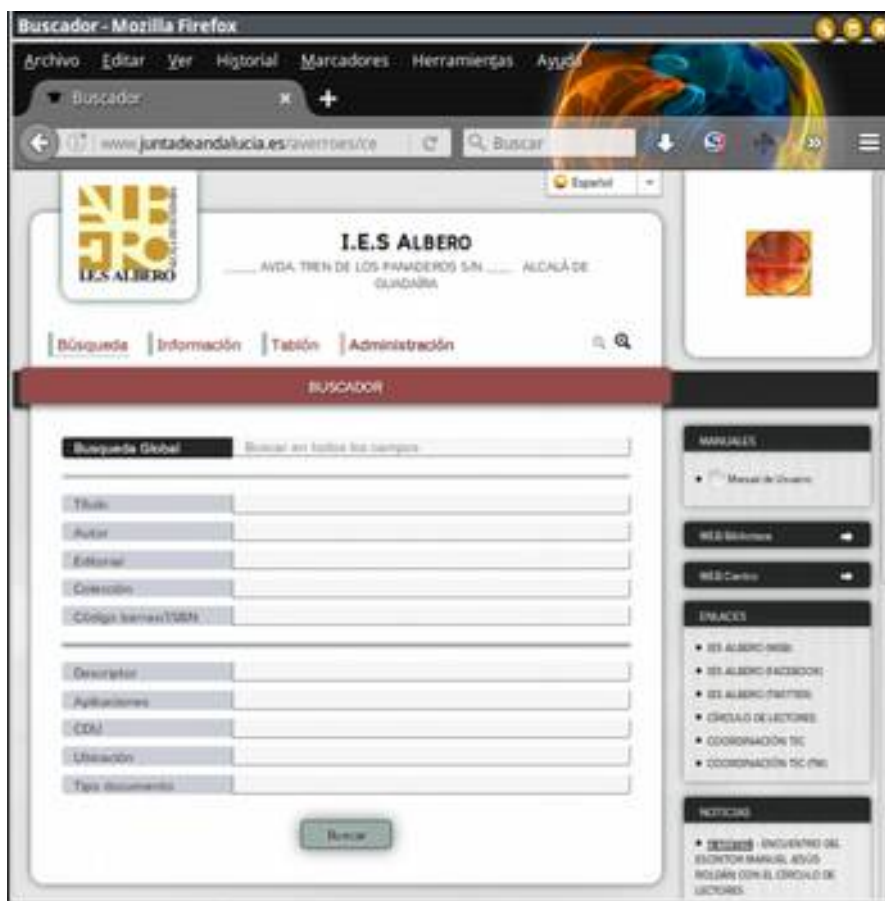 Buscador - Mozilla Firefox
Archivo Editar Ver Historial Marcadores Herramientas Ayuda
Buscador
www.juntadeandalucia.es/averroes/ce
Buscar
Español
I.E.S ALBERO
I.E.S ALBERO
AVDA. TREN DE LOS PANADEROS S/N ALCALÁ DE
GUADAÍRA
Búsqueda Información Tablón Administración
BUSCADOR
Busqueda Global Buscar en todos los campos
Título
Autor
Editorial
Colección
Código barras/ISBN
Descriptor
Aplicaciones
CDU
Ubicación
Tipo documento
Buscar
MANUALES
Manual de Usuario
WEB Biblioteca
WEB Centro
ENLACES
IES ALBERO (WEB)
IES ALBERO (FACEBOOK)
IES ALBERO (TWITTER)
CÍRCULO DE LECTORES
COORDINACIÓN TIC
COORDINACIÓN TIC (TW)
NOTICIAS
- ENCUENTRO DEL
ESCRITOR MANUEL JESÚS
ROLDÁN CON EL CÍRCULO DE
LECTORES